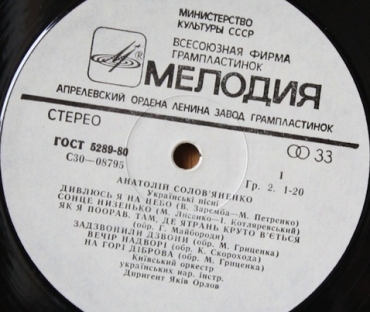 МИНИСТЕРСТВО
КУЛЬТУРЫ СССР
ВСЕСОЮЗНАЯ ФИРМА
ГРАМПЛАСТИНОК
МЕЛОДИЯ
АПРЕЛЕВСКИЙ ОРДЕНА ЛЕНИНА ЗАВОД ГРАМПЛАСТИНОК
СТЕРЕО
33
ГОСТ 5289-80
С30—08795
1
Гр. 2. 1-20
АНАТОЛІЙ СОЛОВ'ЯНЕНКО
Українські пісні
ДИВЛЮСЬ Я НА НЕБО (В. Заремба—М. Петренко)
СОНЦЕ НИЗЕНЬКО (М. Лисенко—І. Котляревський)
ЯК Я ПООРАВ, ТАМ, ДЕ ЯТРАНЬ КРУТО В'ЄТЬСЯ
(обр. Г. Майбороди)
ЗАДЗВОНИЛИ ДЗВОНИ (обр. М. Гриценка)
ВЕЧІР НАДВОРІ (обр. К. Скорохода)
НА ГОРІ ДІБРОВА (обр. М. Гриценка)
Київський оркестр
українських нар. інстр.
Диригент Яків Орлов